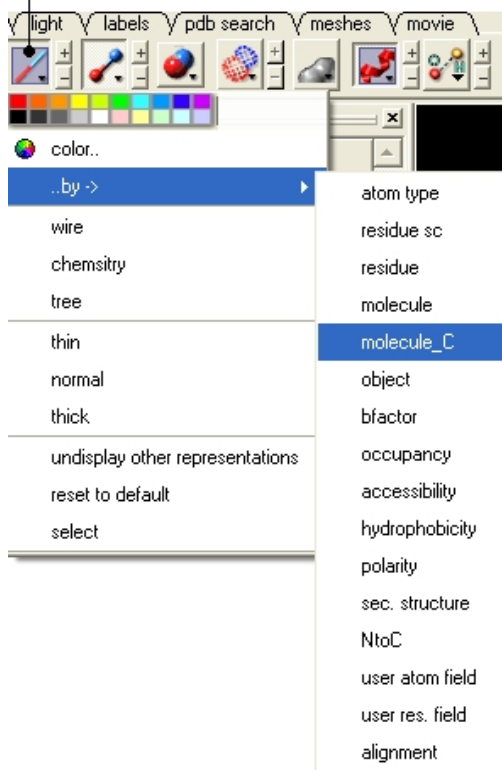 light labels pdb search meshes movie
color..
..by ->
wire
chemsitry
tree
thin
normal
thick
undisplay other representations
reset to default
select
atom type
residue sc
residue
molecule
molecule_C
object
bfactor
occupancy
accessibility
hydrophobicity
polarity
sec. structure
NtoC
user atom field
user res. field
alignment